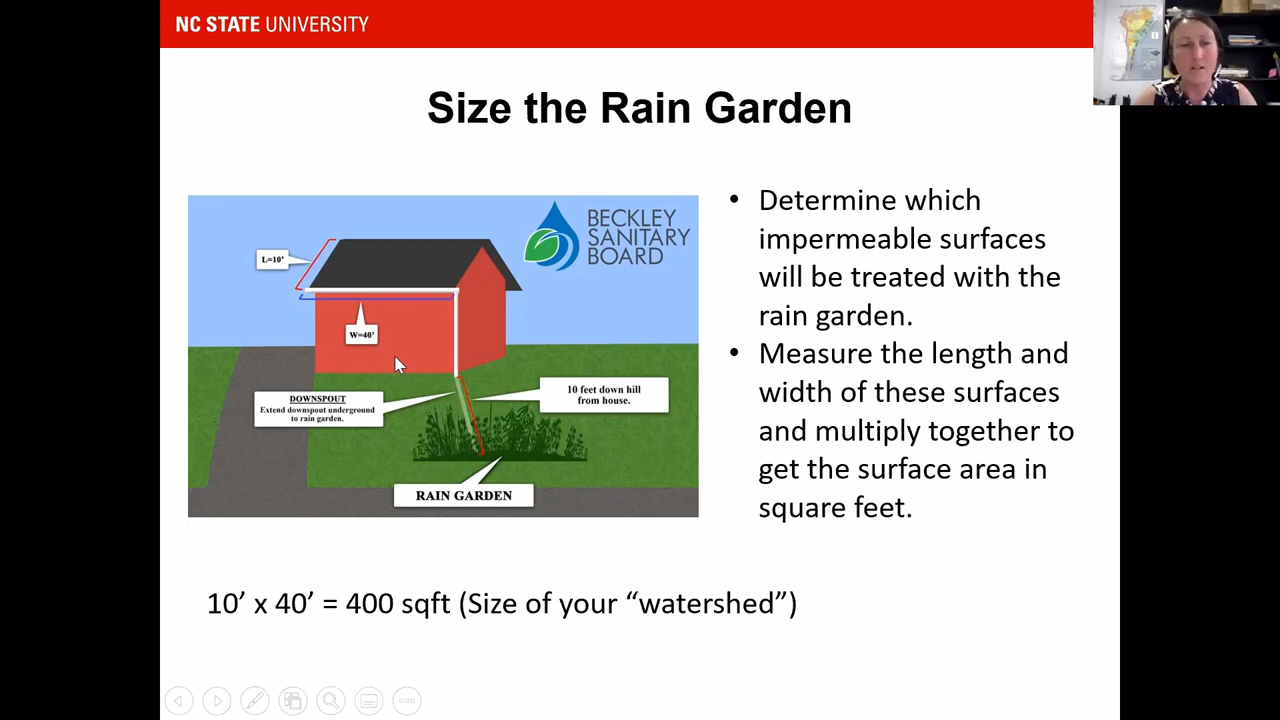 NC STATE UNIVERSITY
Size the Rain Garden
BECKLEY
SANITARY
BOARD
L=10'
W=40'
DOWNSPOUT
Extend downspout underground
to rain garden.
10 feet down hill
from house.
RAIN GARDEN
• Determine which
impermeable surfaces
will be treated with the
rain garden.
• Measure the length and
width of these surfaces
and multiply together to
get the surface area in
square feet.
10’ x 40’ = 400 sqft (Size of your “watershed”)